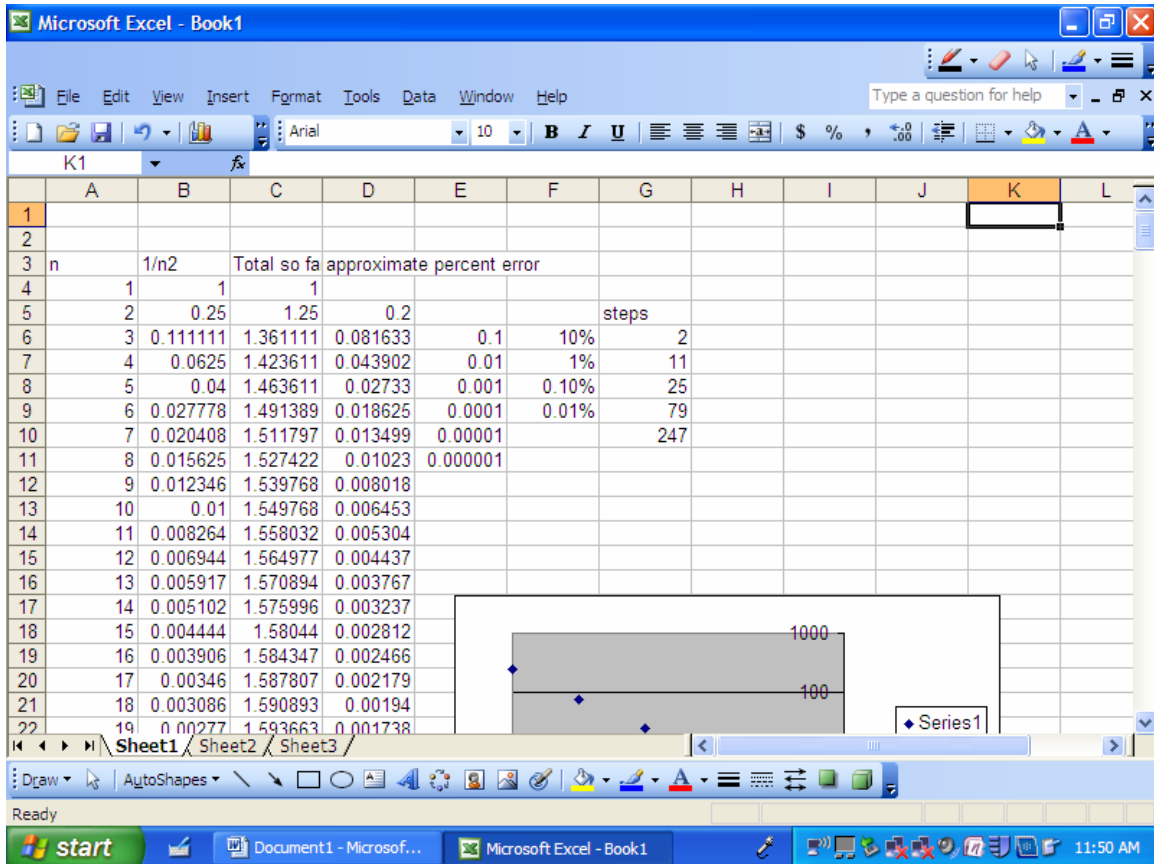 Microsoft Excel - Book1
File Edit View Insert Format Tools Data Window Help Type a question for help
Arial 10 B I U $ % , .00
K1 fx
A B C D E F G H I J K L
1
2
3 n 1/n2 Total so fa approximate percent error
4 1 1 1
5 2 0.25 1.25 0.2 steps
6 3 0.111111 1.361111 0.081633 0.1 10% 2
7 4 0.0625 1.423611 0.043902 0.01 1% 11
8 5 0.04 1.463611 0.02733 0.001 0.10% 25
9 6 0.027778 1.491389 0.018625 0.0001 0.01% 79
10 7 0.020408 1.511797 0.013499 0.00001 247
11 8 0.015625 1.527422 0.01023 0.000001
12 9 0.012346 1.539768 0.008018
13 10 0.01 1.549768 0.006453
14 11 0.008264 1.558032 0.005304
15 12 0.006944 1.564977 0.004437
16 13 0.005917 1.570894 0.003767
17 14 0.005102 1.575996 0.003237
18 15 0.004444 1.58044 0.002812 1000
19 16 0.003906 1.584347 0.002466
20 17 0.00346 1.587807 0.002179 100
21 18 0.003086 1.590893 0.00194 Series1
22 19 0.00277 1.593663 0.001738
Sheet1 Sheet2 Sheet3
Draw AutoShapes A A
Ready
start Document1 - Microsof... Microsoft Excel - Book1 11:50 AM